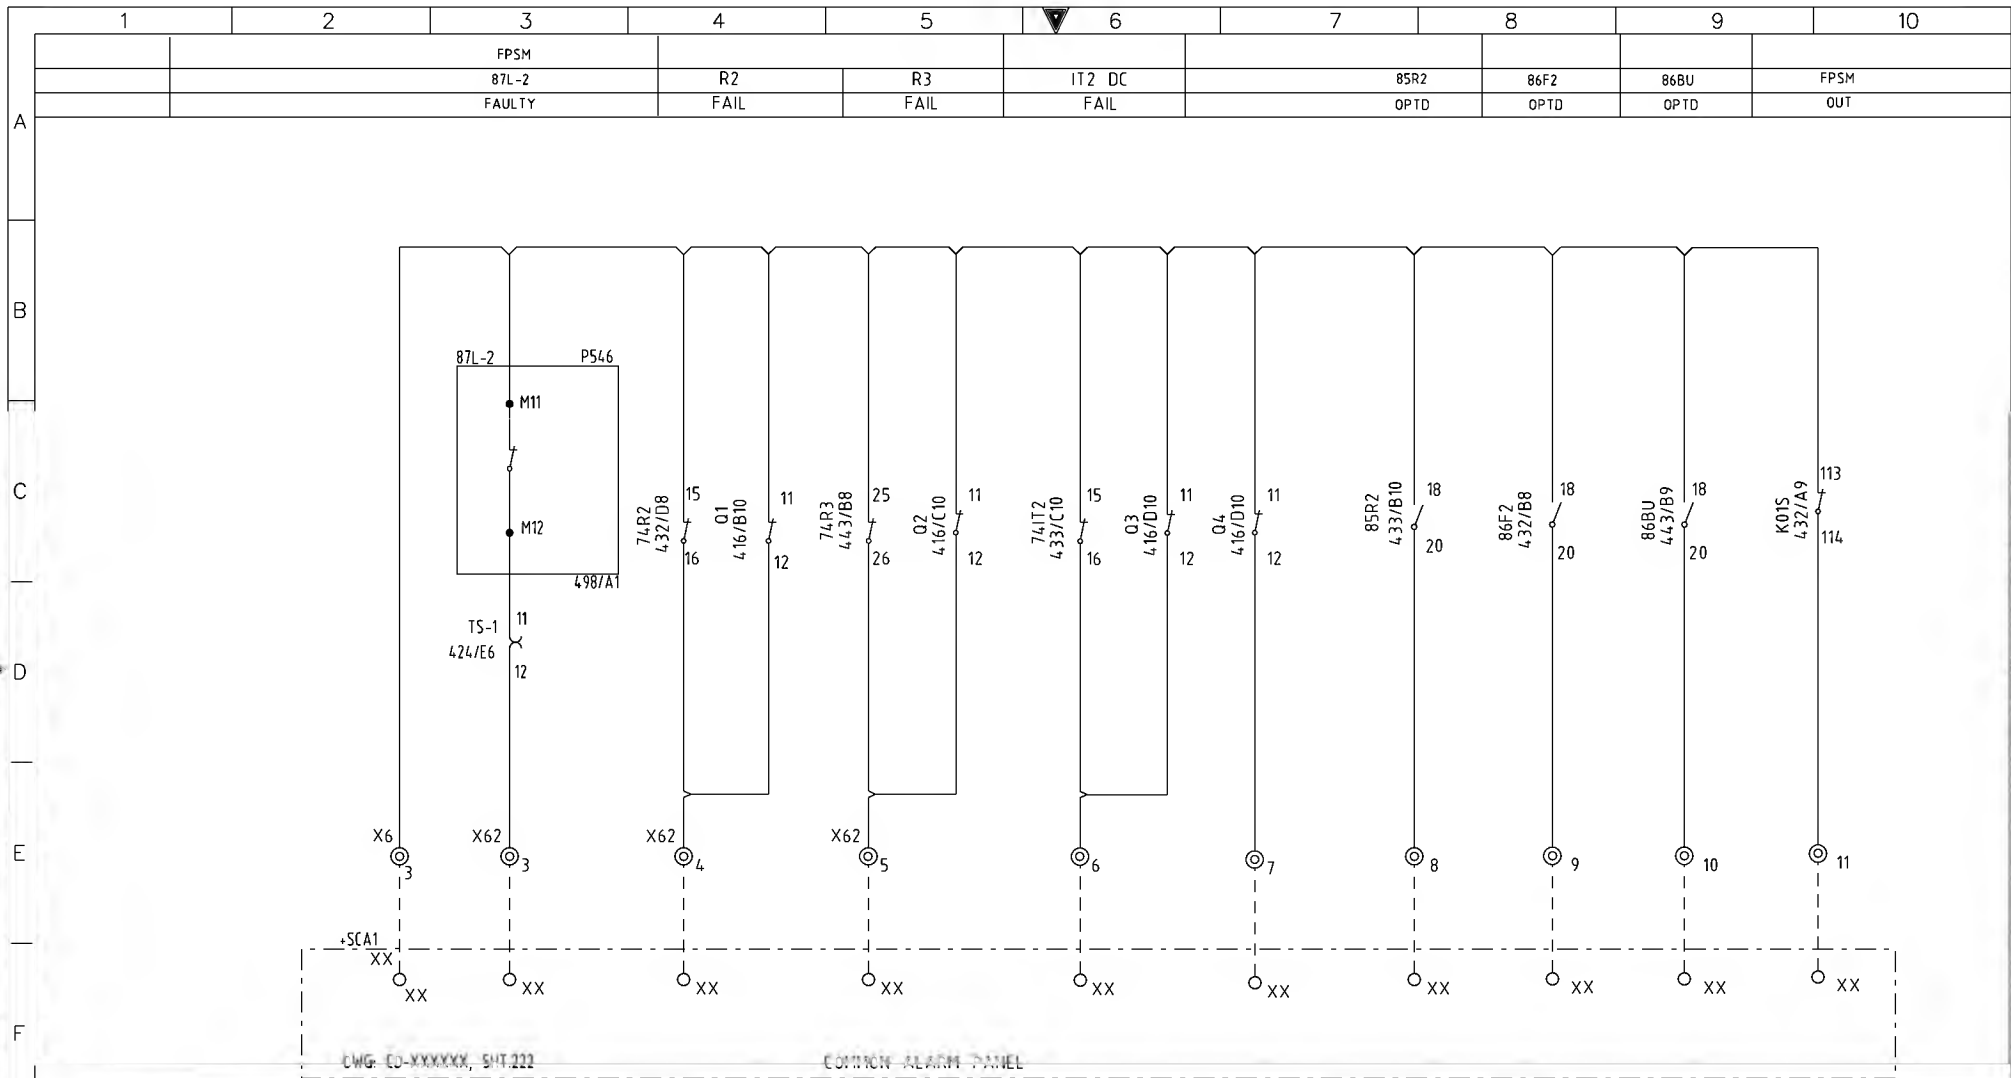 1 2 3 4 5 6 7 8 9 10
FPSM
87L-2 R2 R3 IT2 DC 85R2 86F2 86BU FPSM
FAULTY FAIL FAIL FAIL OPTD OPTD OPTD OUT
A
B
87L-2 P546
M11
C
M12
498/A1
74R2
432/D8
15
16
Q1
416/B10
11
12
74R3
443/B8
25
26
Q2
416/C10
11
12
74IT2
433/C10
15
16
Q3
416/D10
11
12
Q4
416/D10
11
12
85R2
433/B10
18
20
86F2
432/B8
18
20
86BU
443/B9
18
20
K01S
432/A9
113
114
TS-1 11
424/E6
12
D
E
X6 X62 X62 X62
3 3 4 5 6 7 8 9 10 11
+SCA1
XX
XX XX XX XX XX XX XX XX XX XX
F
DWG: CD-XXXXXX, SHT.222 COMMON ALARM PANEL